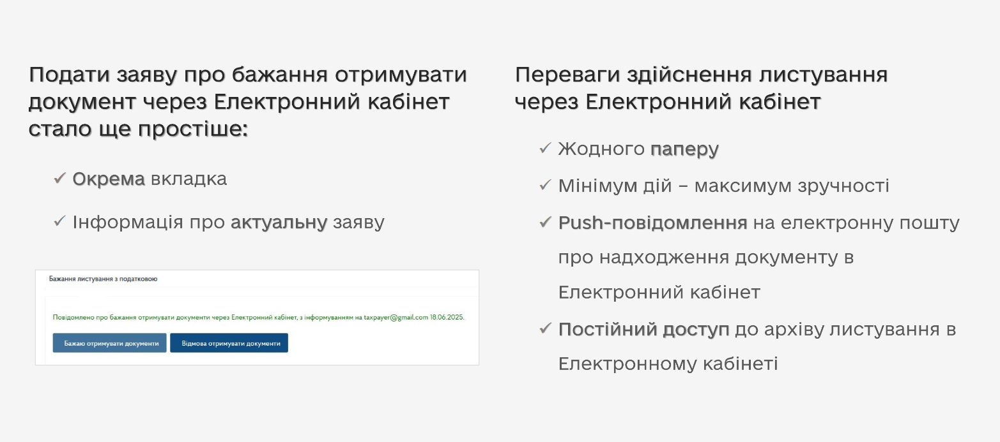 Подати заяву про бажання отримувати
документ через Електронний кабінет
стало ще простіше:
✓ Окрема вкладка
✓ Інформація про актуальну заяву
Бажання листування з податковою
Повідомлено про бажання отримувати документи через Електронний кабінет, з інформуванням на taxpayer@gmail.com 18.06.2025.
Бажаю отримувати документи
Відмова отримувати документи
Переваги здійснення листування
через Електронний кабінет
✓ Жодного паперу
✓ Мінімум дій – максимум зручності
✓ Push-повідомлення на електронну пошту
про надходження документу в
Електронний кабінет
✓ Постійний доступ до архіву листування в
Електронному кабінеті